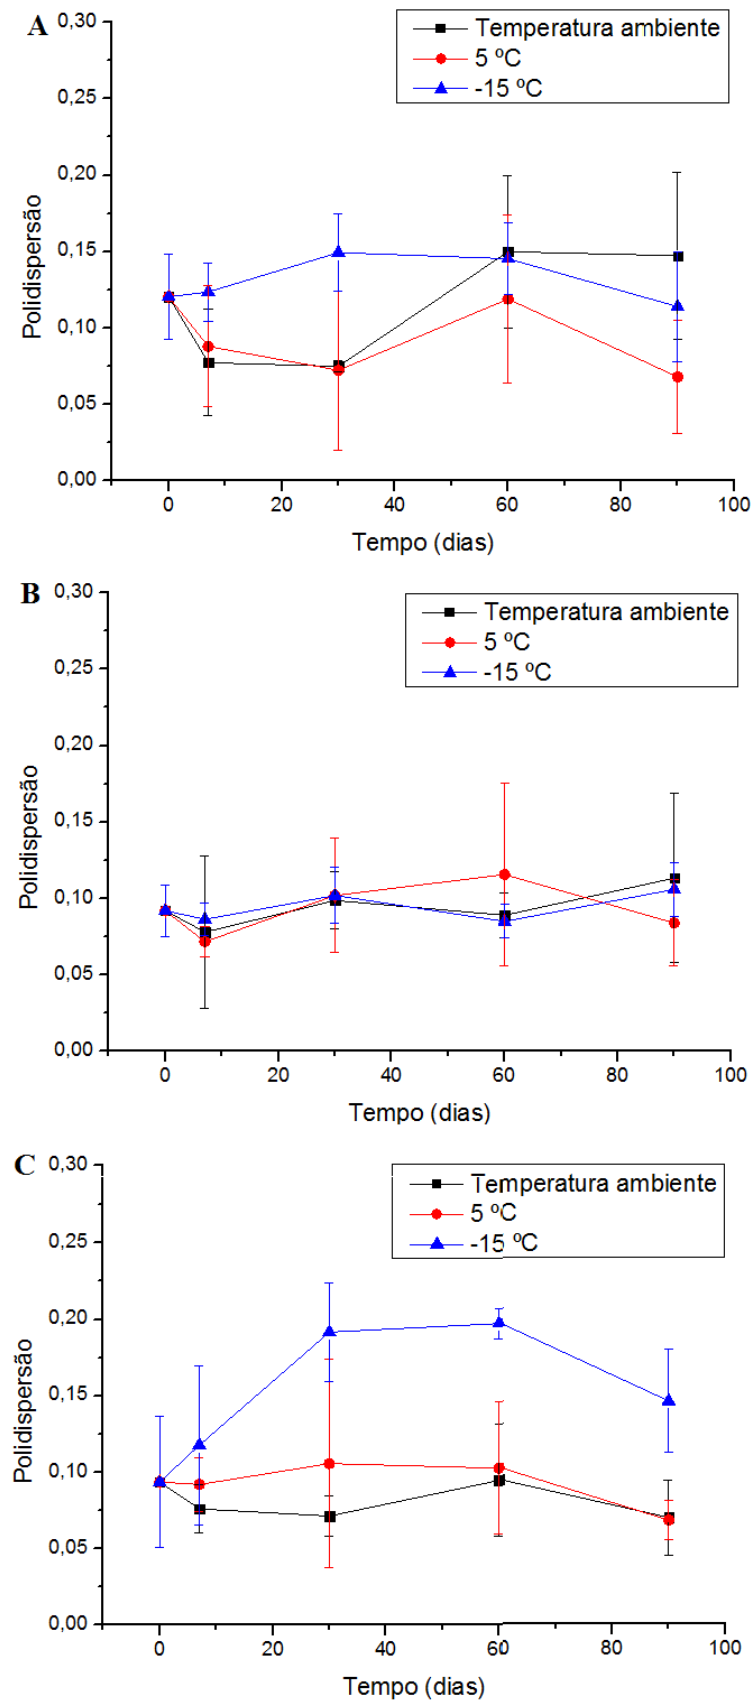 A
0,30
0,25
0,20
0,15
0,10
0,05
0,00
Polidispersão
Temperatura ambiente
5 ºC
-15 ºC
0 20 40 60 80 100
Tempo (dias)
B
0,30
0,25
0,20
0,15
0,10
0,05
0,00
Polidispersão
Temperatura ambiente
5 ºC
-15 ºC
0 20 40 60 80 100
Tempo (dias)
C
0,30
0,25
0,20
0,15
0,10
0,05
0,00
Polidispersão
Temperatura ambiente
5 ºC
-15 ºC
0 20 40 60 80 100
Tempo (dias)